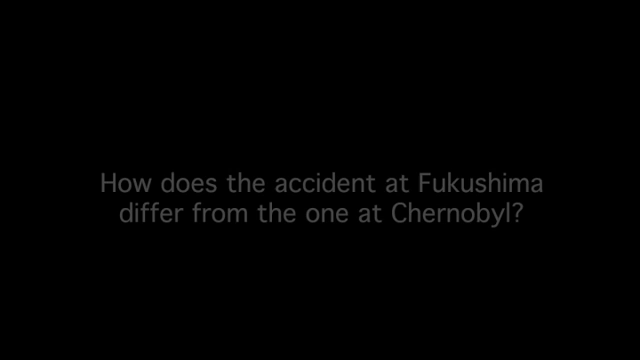 How does the accident at Fukushima
differ from the one at Chernobyl?